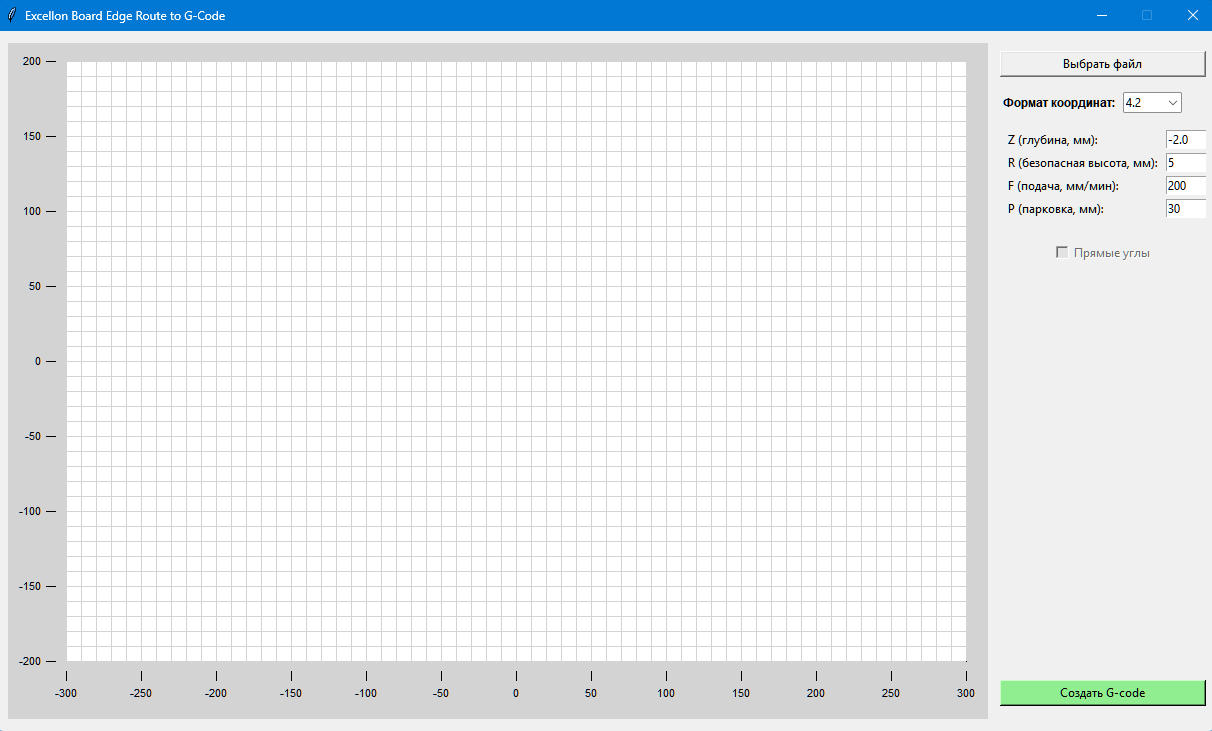 Excellon Board Edge Route to G-Code
Выбрать файл
Формат координат: 4.2
Z (глубина, мм): -2.0
R (безопасная высота, мм): 5
F (подача, мм/мин): 200
P (парковка, мм): 30
Прямые углы
200
150
100
50
0
-50
-100
-150
-200
-300 -250 -200 -150 -100 -50 0 50 100 150 200 250 300
Создать G-code